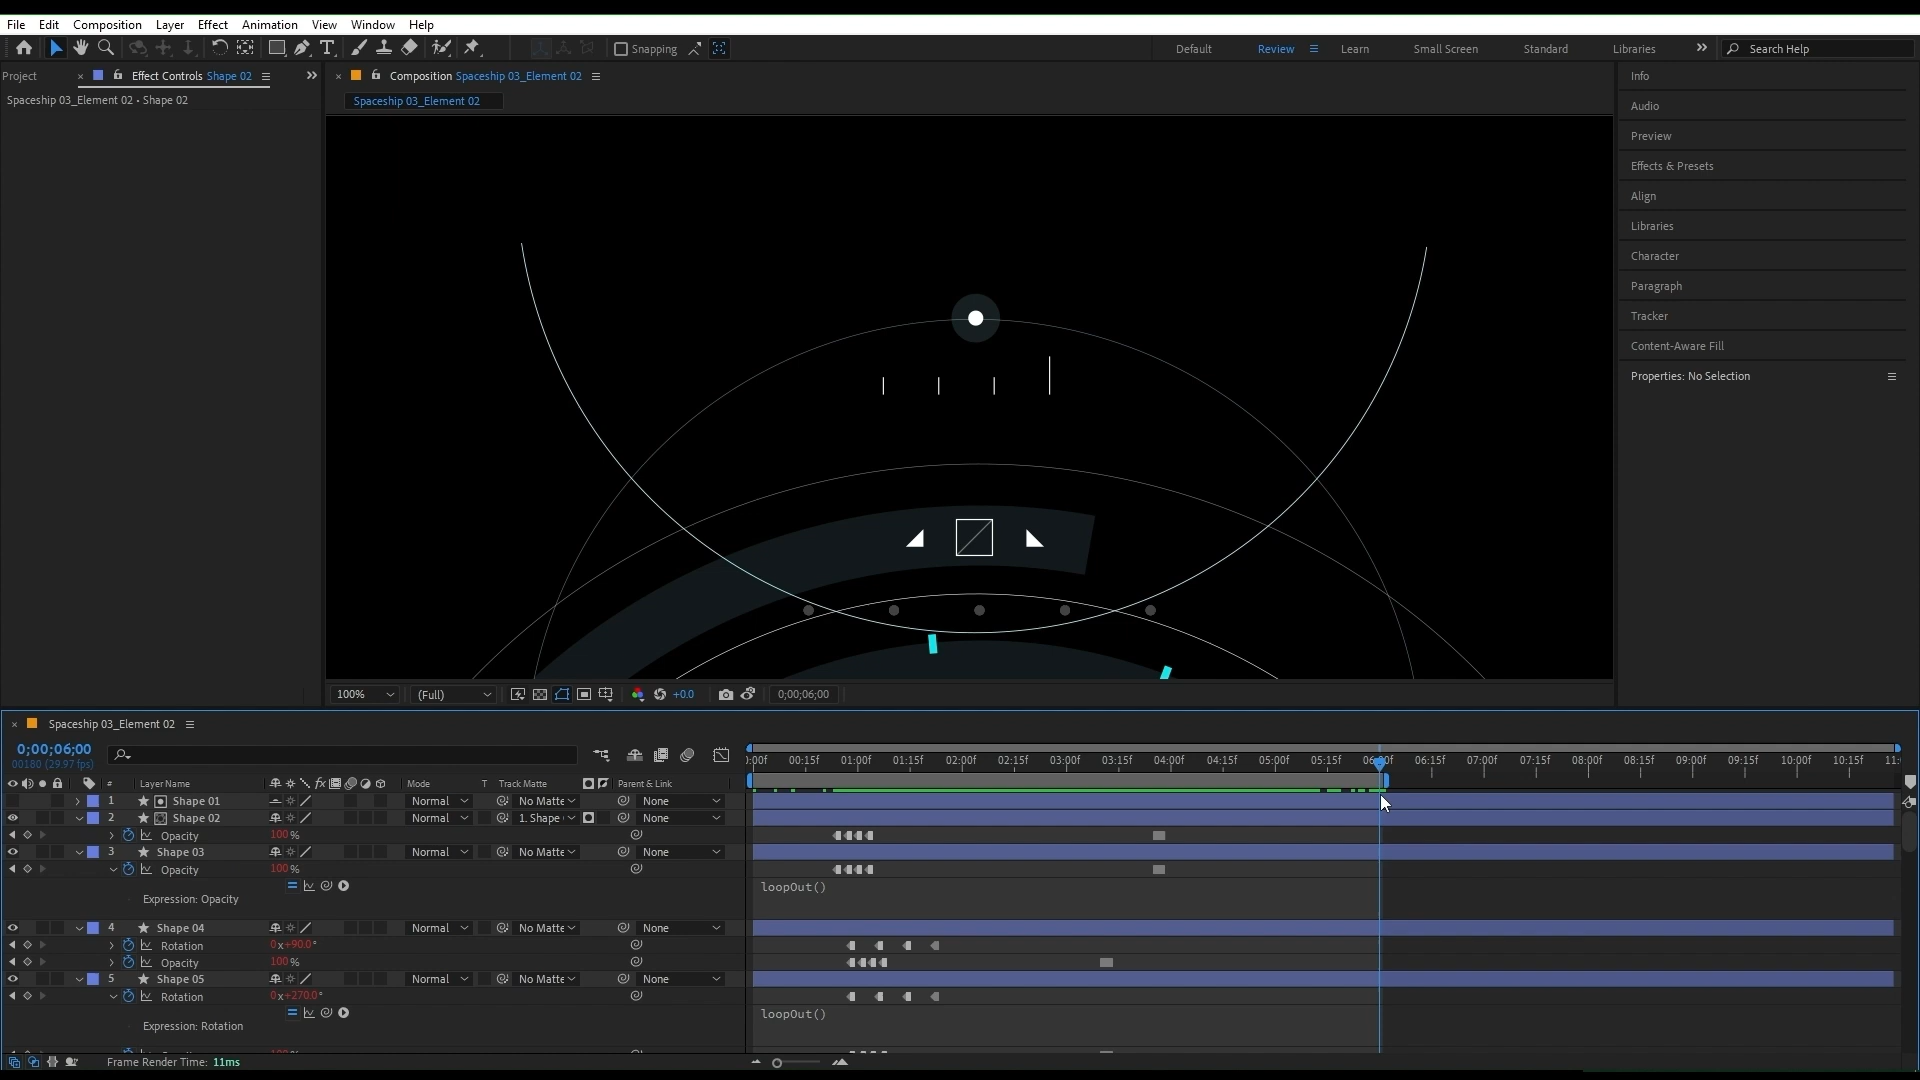 File Edit Composition Layer Effect Animation View Window Help
Snapping Default Review Learn Small Screen Standard Libraries Search Help
Project Effect Controls Shape 02 Composition Spaceship 03_Element 02
Spaceship 03_Element 02 • Shape 02
Spaceship 03_Element 02
Info
Audio
Preview
Effects & Presets
Align
Libraries
Character
Paragraph
Tracker
Content-Aware Fill
Properties: No Selection
100% (Full) +0.0 0;00;06;00
Spaceship 03_Element 02
0;00;06;00
00180 (29.97 fps)
:00f 00:15f 01:00f 01:15f 02:00f 02:15f 03:00f 03:15f 04:00f 04:15f 05:00f 05:15f 06:00f 06:15f 07:00f 07:15f 08:00f 08:15f 09:00f 09:15f 10:00f 10:15f 11:
# Layer Name fx Mode T Track Matte Parent & Link
1 Shape 01 Normal No Matte None
2 Shape 02 Normal 1. Shape None
Opacity 100 %
3 Shape 03 Normal No Matte None
Opacity 100 %
Expression: Opacity loopOut()
4 Shape 04 Normal No Matte None
Rotation 0x+90.0°
Opacity 100 %
5 Shape 05 Normal No Matte None
Rotation 0x+270.0°
Expression: Rotation loopOut()
Frame Render Time: 11ms